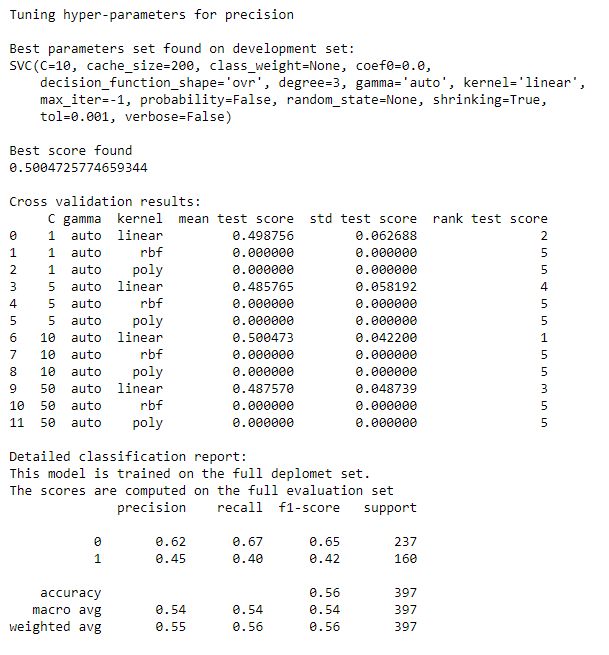 Tuning hyper-parameters for precision
Best parameters set found on development set:
SVC(C=10, cache_size=200, class_weight=None, coef0=0.0,
decision_function_shape='ovr', degree=3, gamma='auto', kernel='linear',
max_iter=-1, probability=False, random_state=None, shrinking=True,
tol=0.001, verbose=False)
Best score found
0.5004725774659344
Cross validation results:
C gamma kernel mean test score std test score rank test score
0 1 auto linear 0.498756 0.062688 2
1 1 auto rbf 0.000000 0.000000 5
2 1 auto poly 0.000000 0.000000 5
3 5 auto linear 0.485765 0.058192 4
4 5 auto rbf 0.000000 0.000000 5
5 5 auto poly 0.000000 0.000000 5
6 10 auto linear 0.500473 0.042200 1
7 10 auto rbf 0.000000 0.000000 5
8 10 auto poly 0.000000 0.000000 5
9 50 auto linear 0.487570 0.048739 3
10 50 auto rbf 0.000000 0.000000 5
11 50 auto poly 0.000000 0.000000 5
Detailed classification report:
This model is trained on the full deplomet set.
The scores are computed on the full evaluation set
precision recall f1-score support
0 0.62 0.67 0.65 237
1 0.45 0.40 0.42 160
accuracy 0.56 397
macro avg 0.54 0.54 0.54 397
weighted avg 0.55 0.56 0.56 397